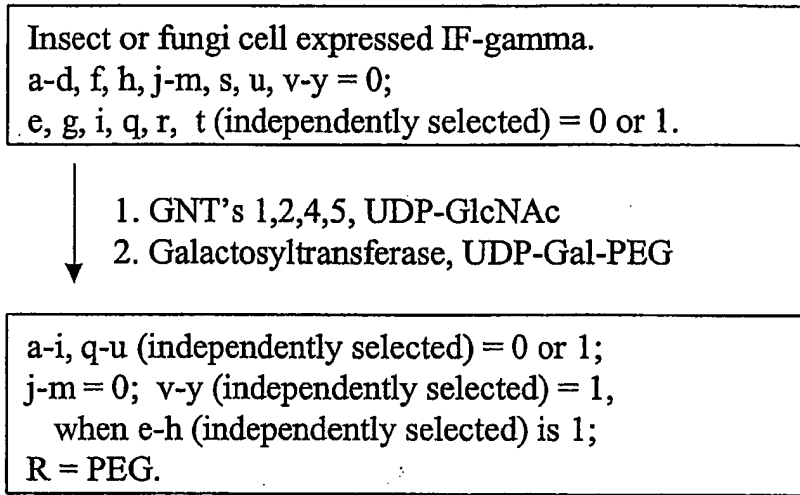 Insect or fungi cell expressed IF-gamma.
a-d, f, h, j-m, s, u, v-y = 0;
e, g, i, q, r, t (independently selected) = 0 or 1.
1. GNT's 1,2,4,5, UDP-GlcNAc
2. Galactosyltransferase, UDP-Gal-PEG
a-i, q-u (independently selected) = 0 or 1;
j-m = 0; v-y (independently selected) = 1,
when e-h (independently selected) is 1;
R = PEG.